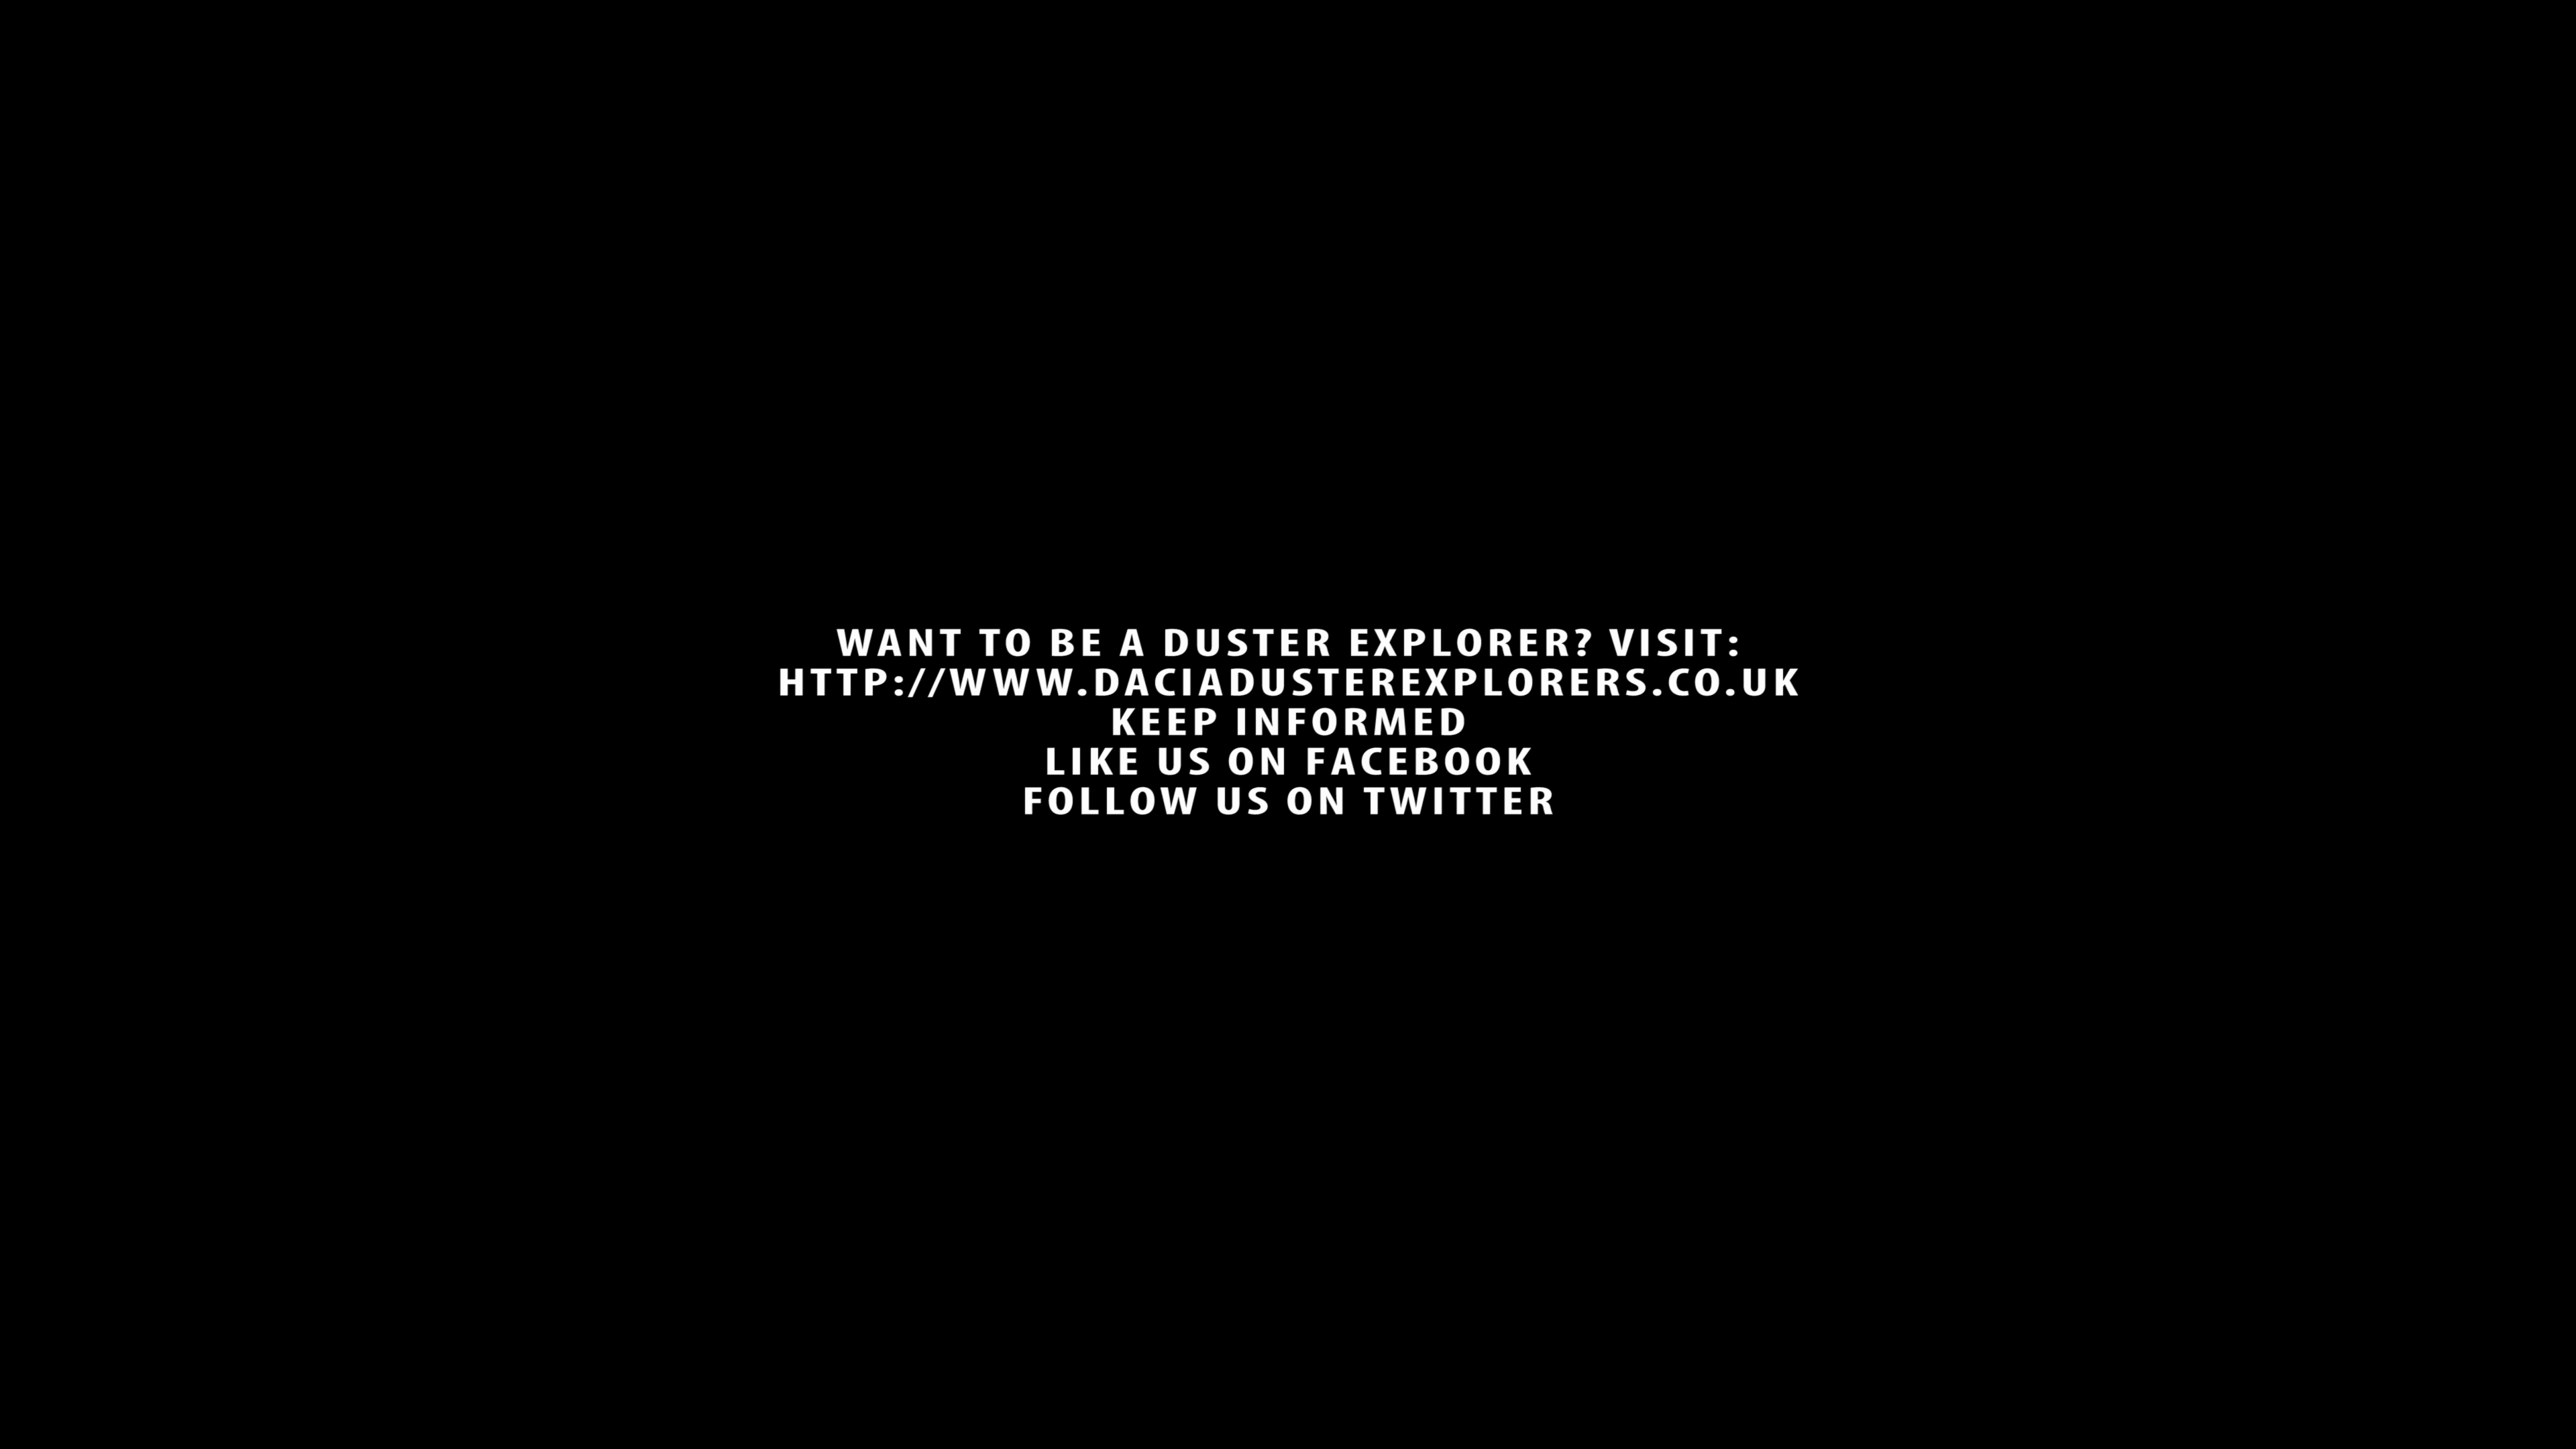 WANT TO BE A DUSTER EXPLORER? VISIT:
HTTP://WWW.DACIADUSTEREXPLORERS.CO.UK
KEEP INFORMED
LIKE US ON FACEBOOK
FOLLOW US ON TWITTER